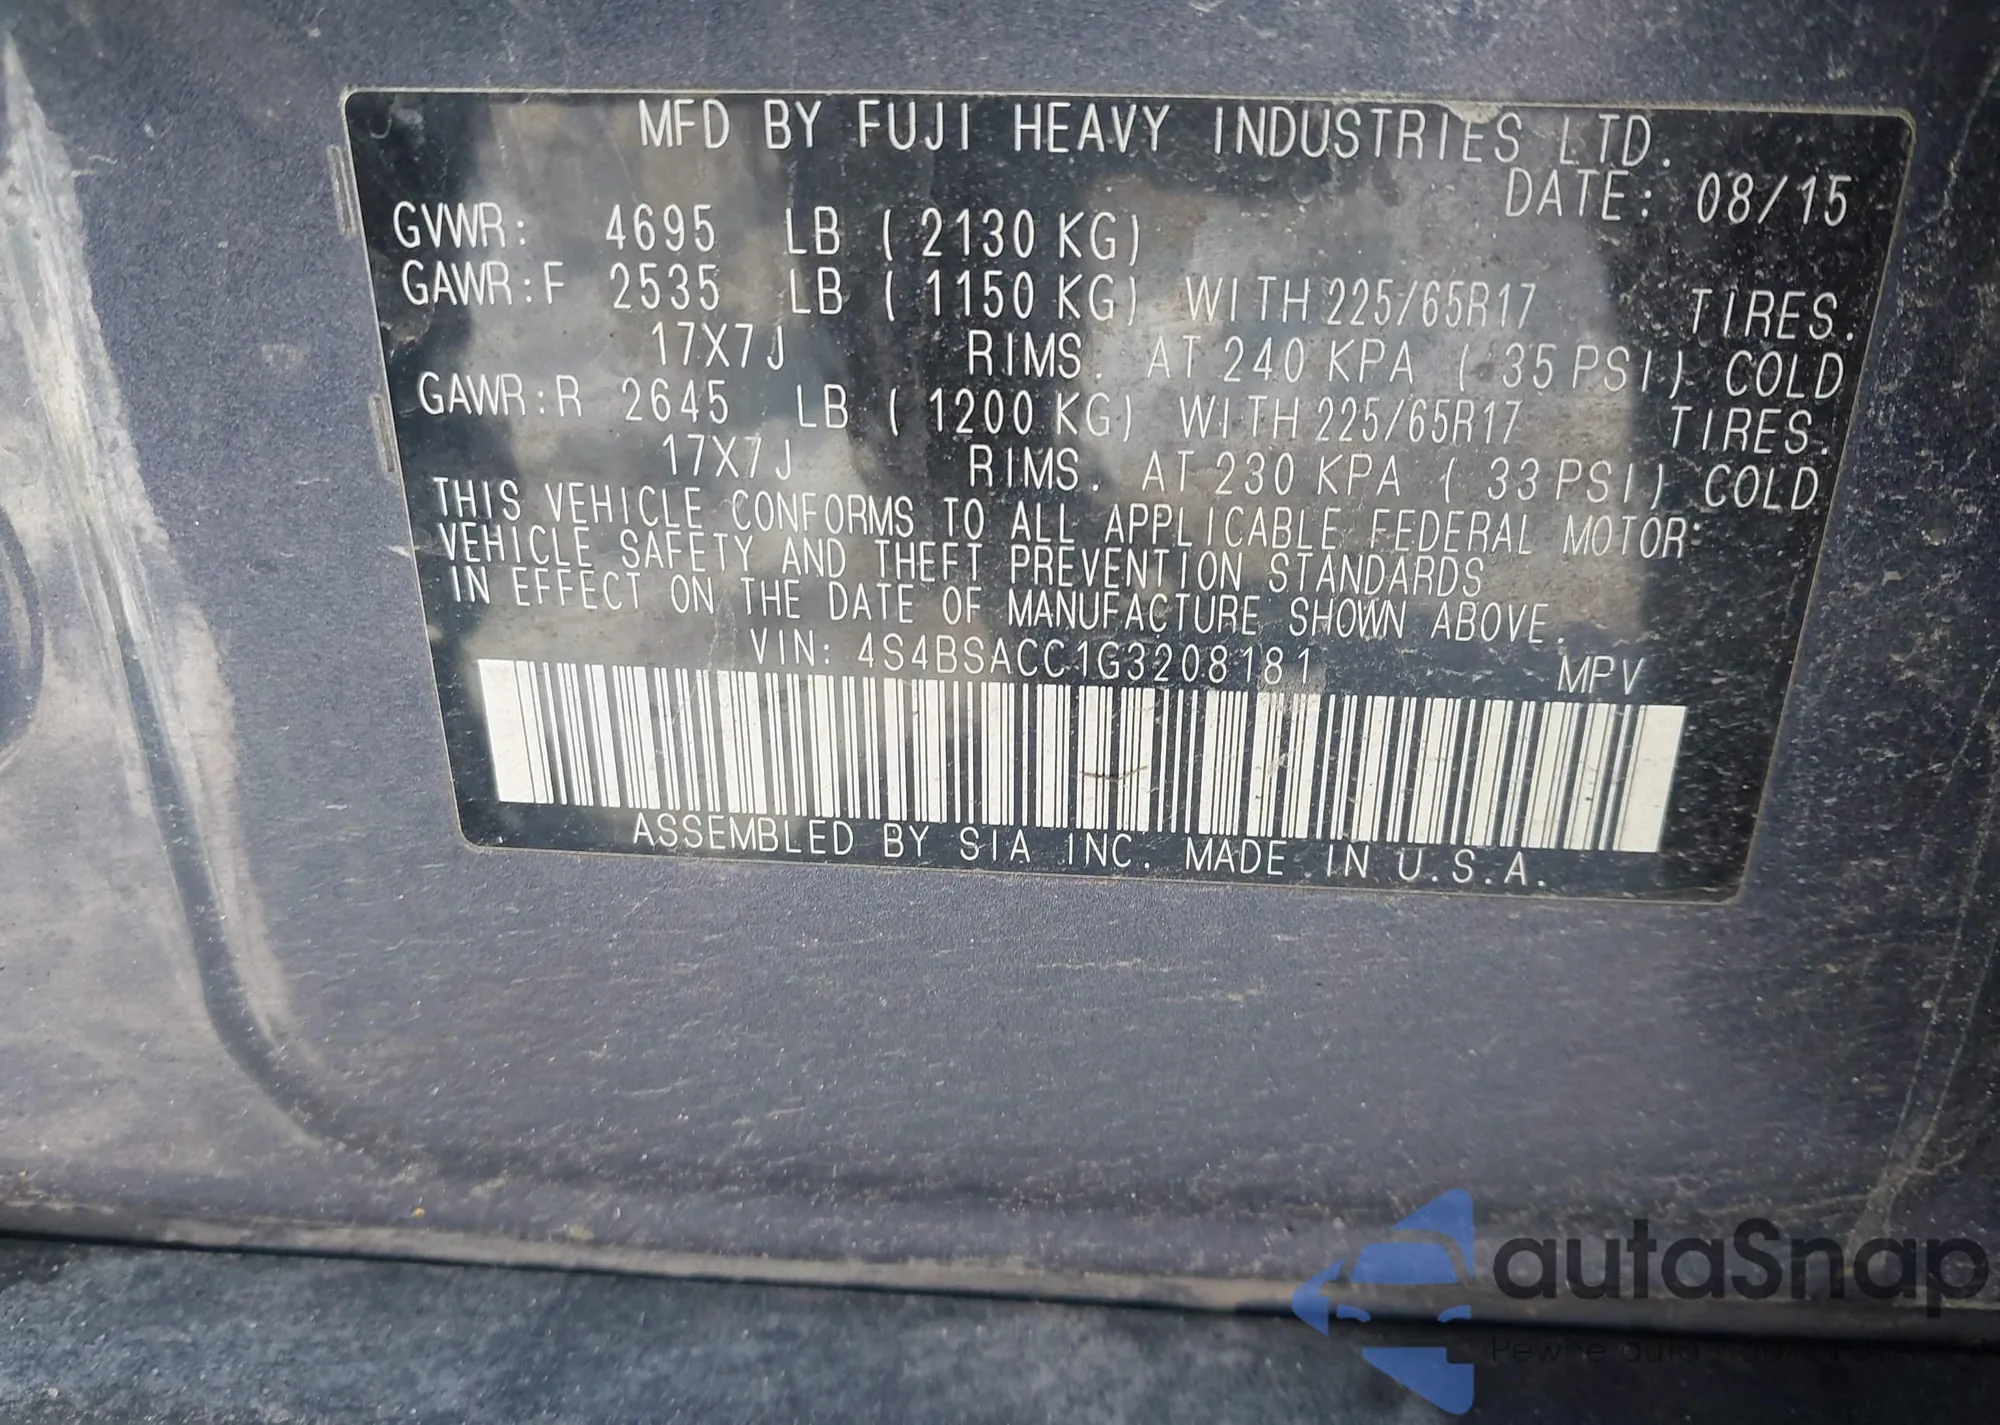 MFD BY FUJI HEAVY INDUSTRIES LTD.
DATE: 08/15
GVWR: 4695 LB ( 2130 KG)
GAWR:F 2535 LB ( 1150 KG) WITH 225/65R17 TIRES.
17X7J RIMS. AT 240 KPA ( 35 PSI) COLD
GAWR:R 2645 LB ( 1200 KG) WITH 225/65R17 TIRES.
17X7J RIMS. AT 230 KPA ( 33 PSI) COLD
THIS VEHICLE CONFORMS TO ALL APPLICABLE FEDERAL MOTOR
VEHICLE SAFETY AND THEFT PREVENTION STANDARDS
IN EFFECT ON THE DATE OF MANUFACTURE SHOWN ABOVE.
VIN: 4S4BSACC1G3208181 MPV
ASSEMBLED BY SIA INC. MADE IN U.S.A.
autaSnap
Pewne auta